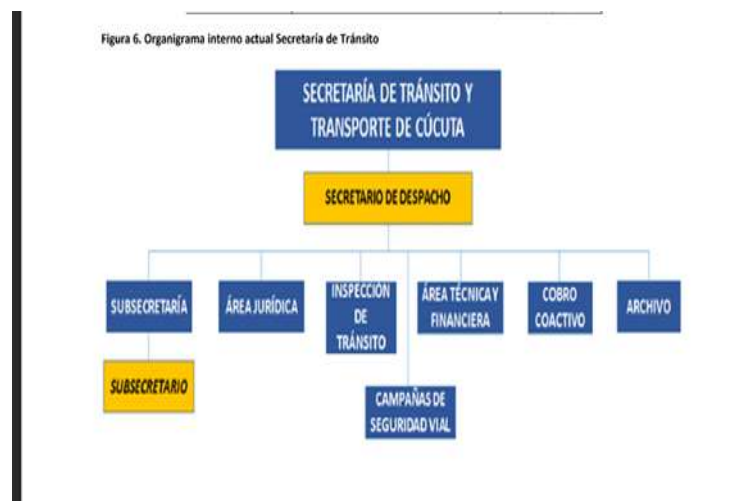 Figura 6. Organigrama interno actual Secretaría de Tránsito
SECRETARÍA DE TRÁNSITO Y
TRANSPORTE DE CÚCUTA
SECRETARIO DE DESPACHO
SUBSECRETARÍA
ÁREA JURÍDICA
INSPECCIÓN
DE
TRÁNSITO
ÁREA TÉCNICA Y
FINANCIERA
COBRO
COACTIVO
ARCHIVO
SUBSECRETARIO
CAMPAÑAS DE
SEGURIDAD VIAL